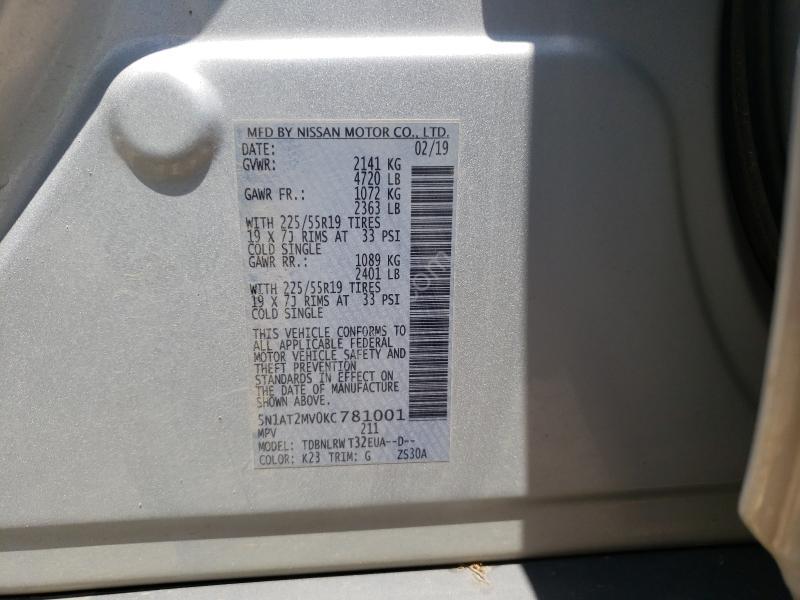 MFD BY NISSAN MOTOR CO., LTD.
DATE: 02/19
GVWR: 2141 KG
4720 LB
GAWR FR.: 1072 KG
2363 LB
WITH 225/55R19 TIRES
19 X 7J RIMS AT 33 PSI
COLD SINGLE
GAWR RR.: 1089 KG
2401 LB
WITH 225/55R19 TIRES
19 X 7J RIMS AT 33 PSI
COLD SINGLE
THIS VEHICLE CONFORMS TO
ALL APPLICABLE FEDERAL
MOTOR VEHICLE SAFETY AND
THEFT PREVENTION
STANDARDS IN EFFECT ON
THE DATE OF MANUFACTURE
SHOWN ABOVE.
5N1AT2MV0KC781001
MPV 211
MODEL: TDBNLRW T32EUA--D--
COLOR: K23 TRIM: G ZS30A